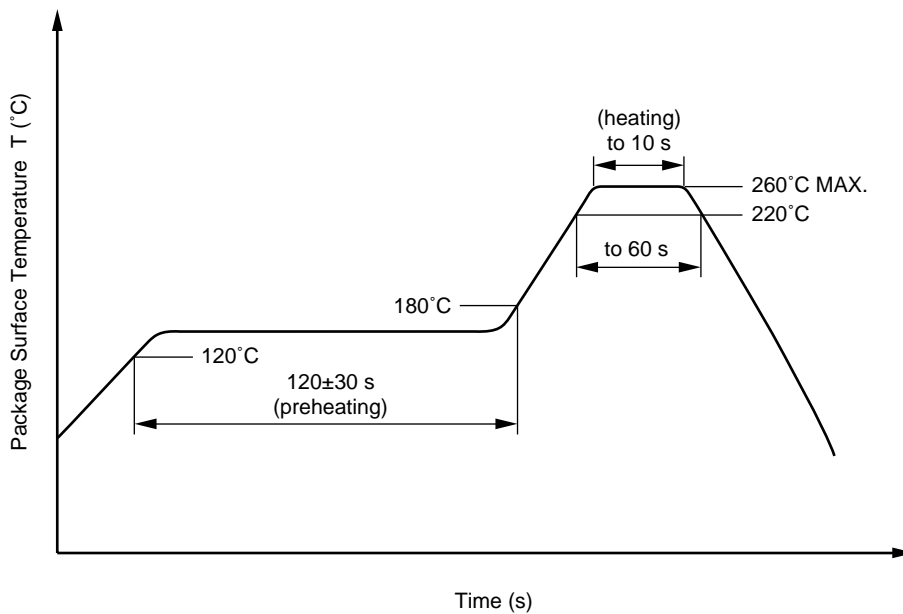 Package Surface Temperature T (˚C)
(heating)
to 10 s
260˚C MAX.
220˚C
to 60 s
180˚C
120˚C
120±30 s
(preheating)
Time (s)